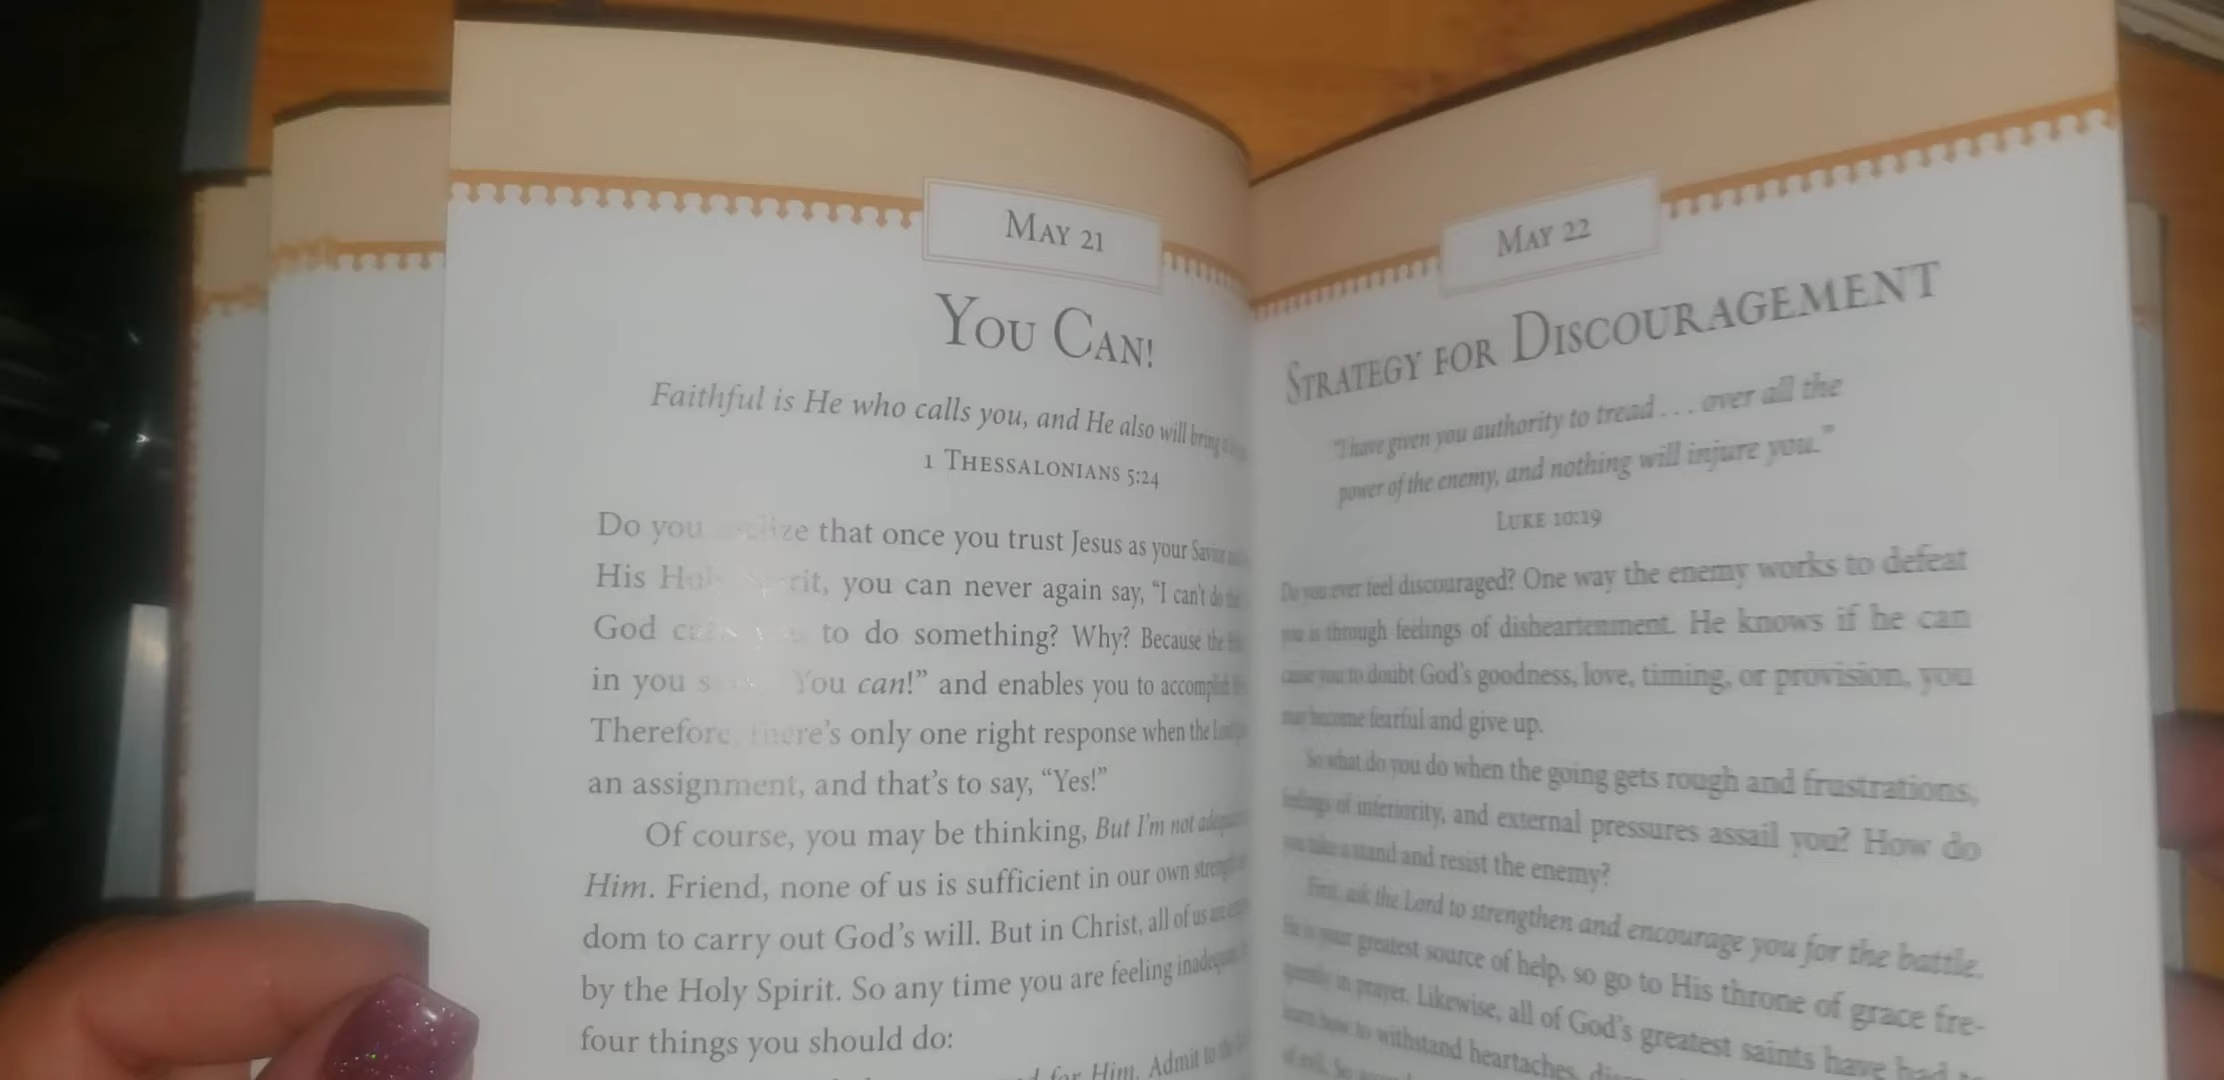 MAY 21
YOU CAN!
Faithful is He who calls you, and He also will bring
1 THESSALONIANS 5:24
Do you that once you trust Jesus as your Savior
His you can never again say, “I can’t do
God to do something? Why? Because the
in you You can!” and enables you to
Therefore, there’s only one right response when the
an assignment, and that’s to say, “Yes!”
Of course, you may be thinking, But I’m not
Him. Friend, none of us is sufficient in our own
dom to carry out God’s will. But in Christ, all of us
by the Holy Spirit. So any time you are feeling
four things you should do:
for Him. Admit to
MAY 22
STRATEGY FOR DISCOURAGEMENT
“I have given you authority to tread . . . over all the
power of the enemy, and nothing will injure you.”
LUKE 10:19
Do you ever feel discouraged? One way the enemy works to defeat
you is through feelings of disheartenment. He knows if he can
cause you to doubt God’s goodness, love, timing, or provision, you
may become fearful and give up.
So what do you do when the going gets rough and frustrations,
feelings of inferiority, and external pressures assail you? How do
you take a stand and resist the enemy?
First, ask the Lord to strengthen and encourage you for the battle.
He is your greatest source of help, so go to His throne of grace fre-
quently in prayer. Likewise, all of God’s greatest saints have had to
learn how to withstand heartaches,